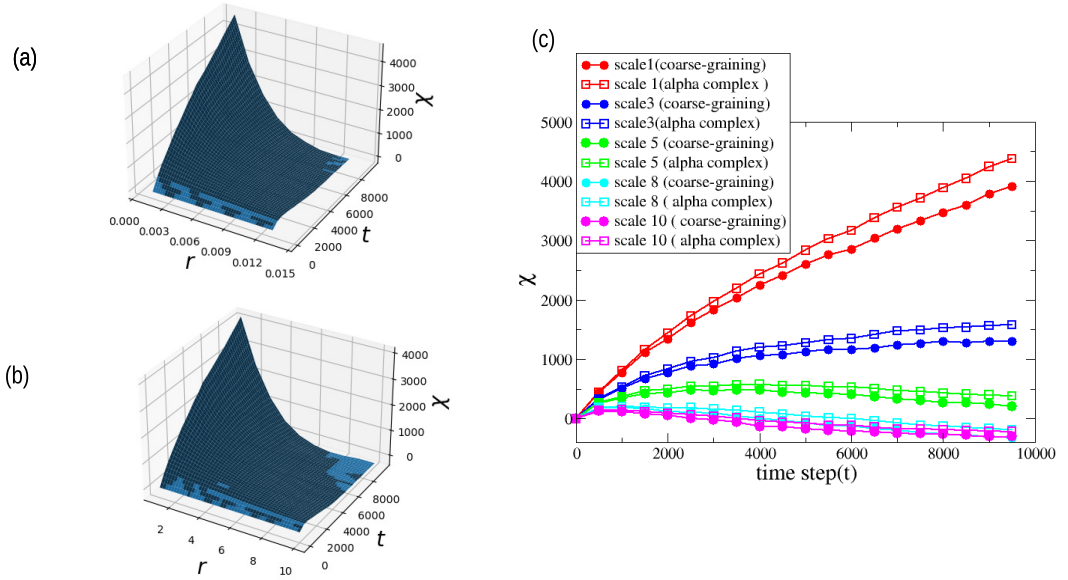 (a)
4000
3000
2000
1000
0
χ
0.000
0.003
0.006
0.009
0.012
0.015
r
0
2000
4000
6000
8000
t
(b)
4000
3000
2000
1000
0
χ
2
4
6
8
10
r
0
2000
4000
6000
8000
t
(c)
scale1(coarse-graining)
scale 1(alpha complex )
scale3 (coarse-graining)
scale3(alpha complex)
scale 5 (coarse-graining)
scale 5 (alpha complex)
scale 8 (coarse-graining)
scale 8 ( alpha complex)
scale 10 ( coarse-graining)
scale 10 ( alpha complex)
5000
4000
3000
2000
1000
0
χ
0 2000 4000 6000 8000 10000
time step(t)